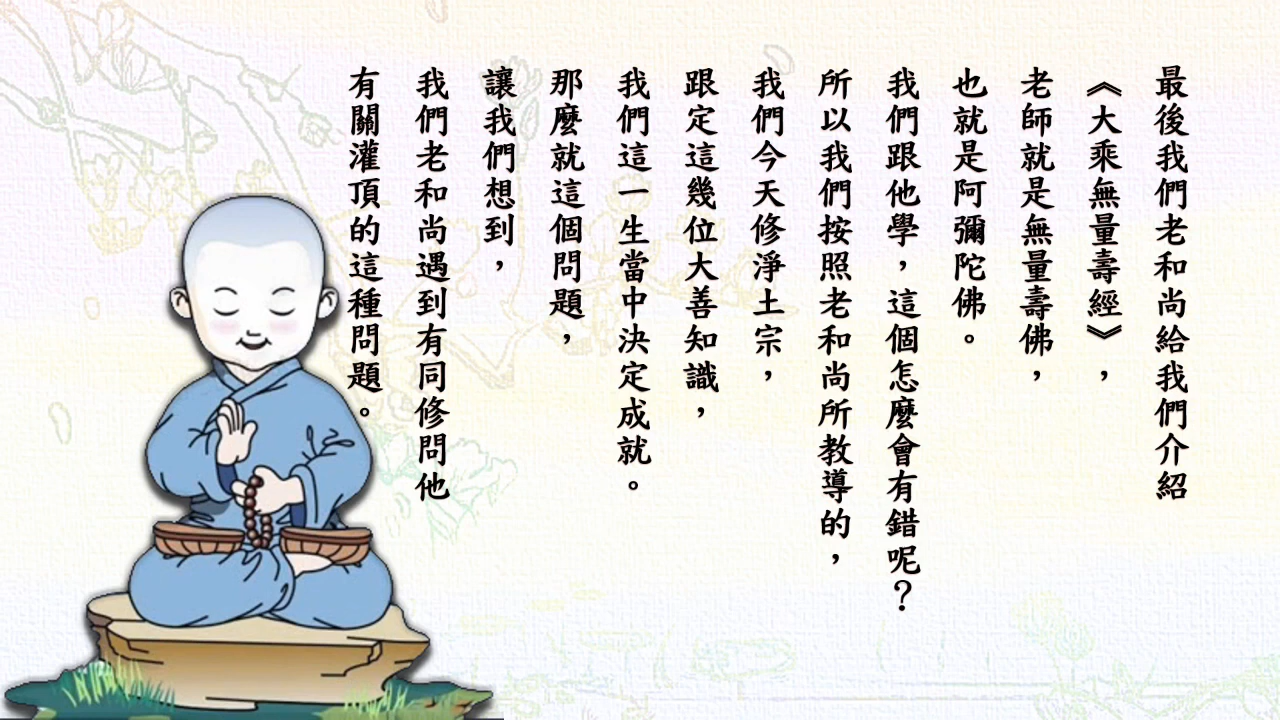 最後我們老和尚給我們介紹
《大乘無量壽經》，
老師就是無量壽佛，
也就是阿彌陀佛。
我們跟他學，這個怎麼會有錯呢？
所以我們按照老和尚所教導的，
我們今天修淨土宗，
跟定這幾位大善知識，
我們這一生當中決定成就。
那麼就這個問題，
讓我們想到，
我們老和尚遇到有同修問他
有關灌頂的這種問題。